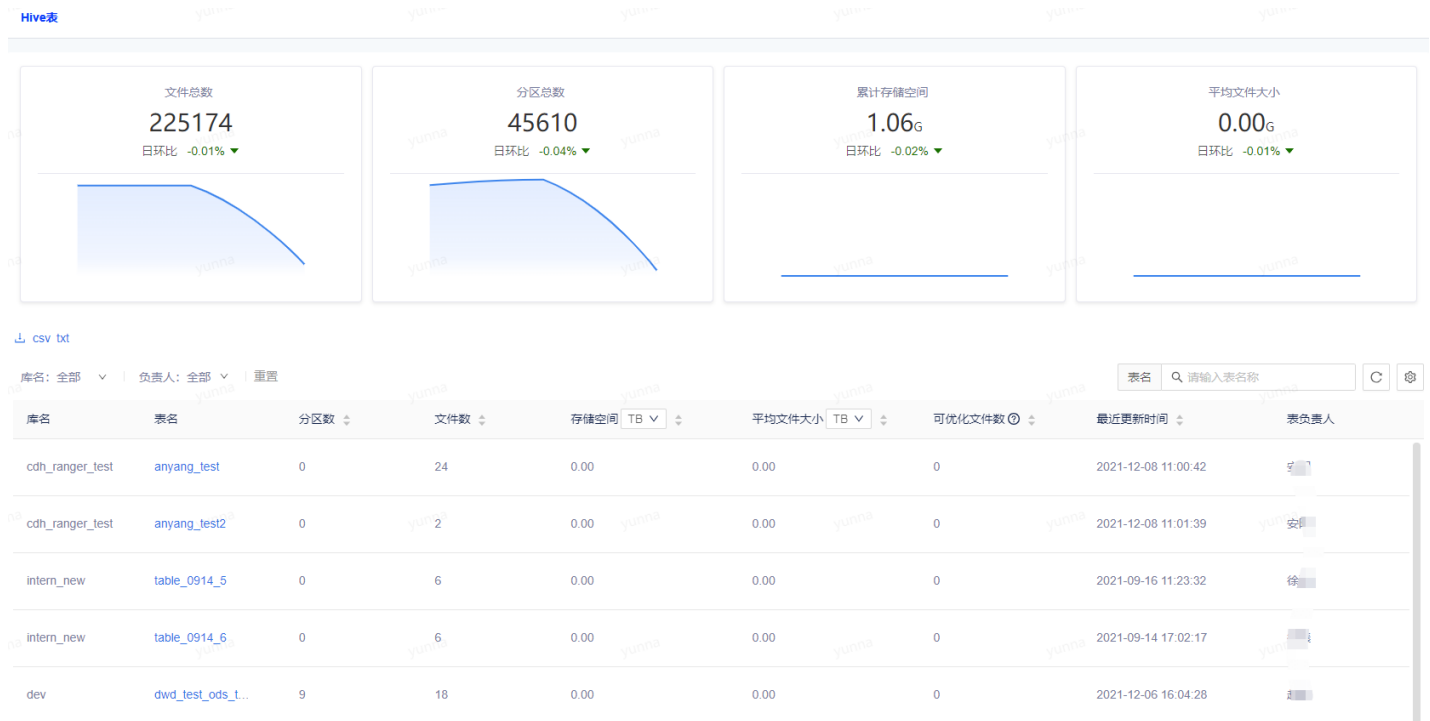 Hive表
文件总数 分区总数 累计存储空间 平均文件大小
225174 45610 1.06G 0.00G
日环比 -0.01% 日环比 -0.04% 日环比 -0.02% 日环比 -0.01%
csv txt
库名: 全部 负责人: 全部 重置 表名 请输入表名称
库名 表名 分区数 文件数 存储空间 TB 平均文件大小 TB 可优化文件数 最近更新时间 表负责人
cdh_ranger_test anyang_test 0 24 0.00 0.00 0 2021-12-08 11:00:42
cdh_ranger_test anyang_test2 0 2 0.00 0.00 0 2021-12-08 11:01:39 安
intern_new table_0914_5 0 6 0.00 0.00 0 2021-09-16 11:23:32 徐
intern_new table_0914_6 0 6 0.00 0.00 0 2021-09-14 17:02:17
dev dwd_test_ods_t... 9 18 0.00 0.00 0 2021-12-06 16:04:28
yunna